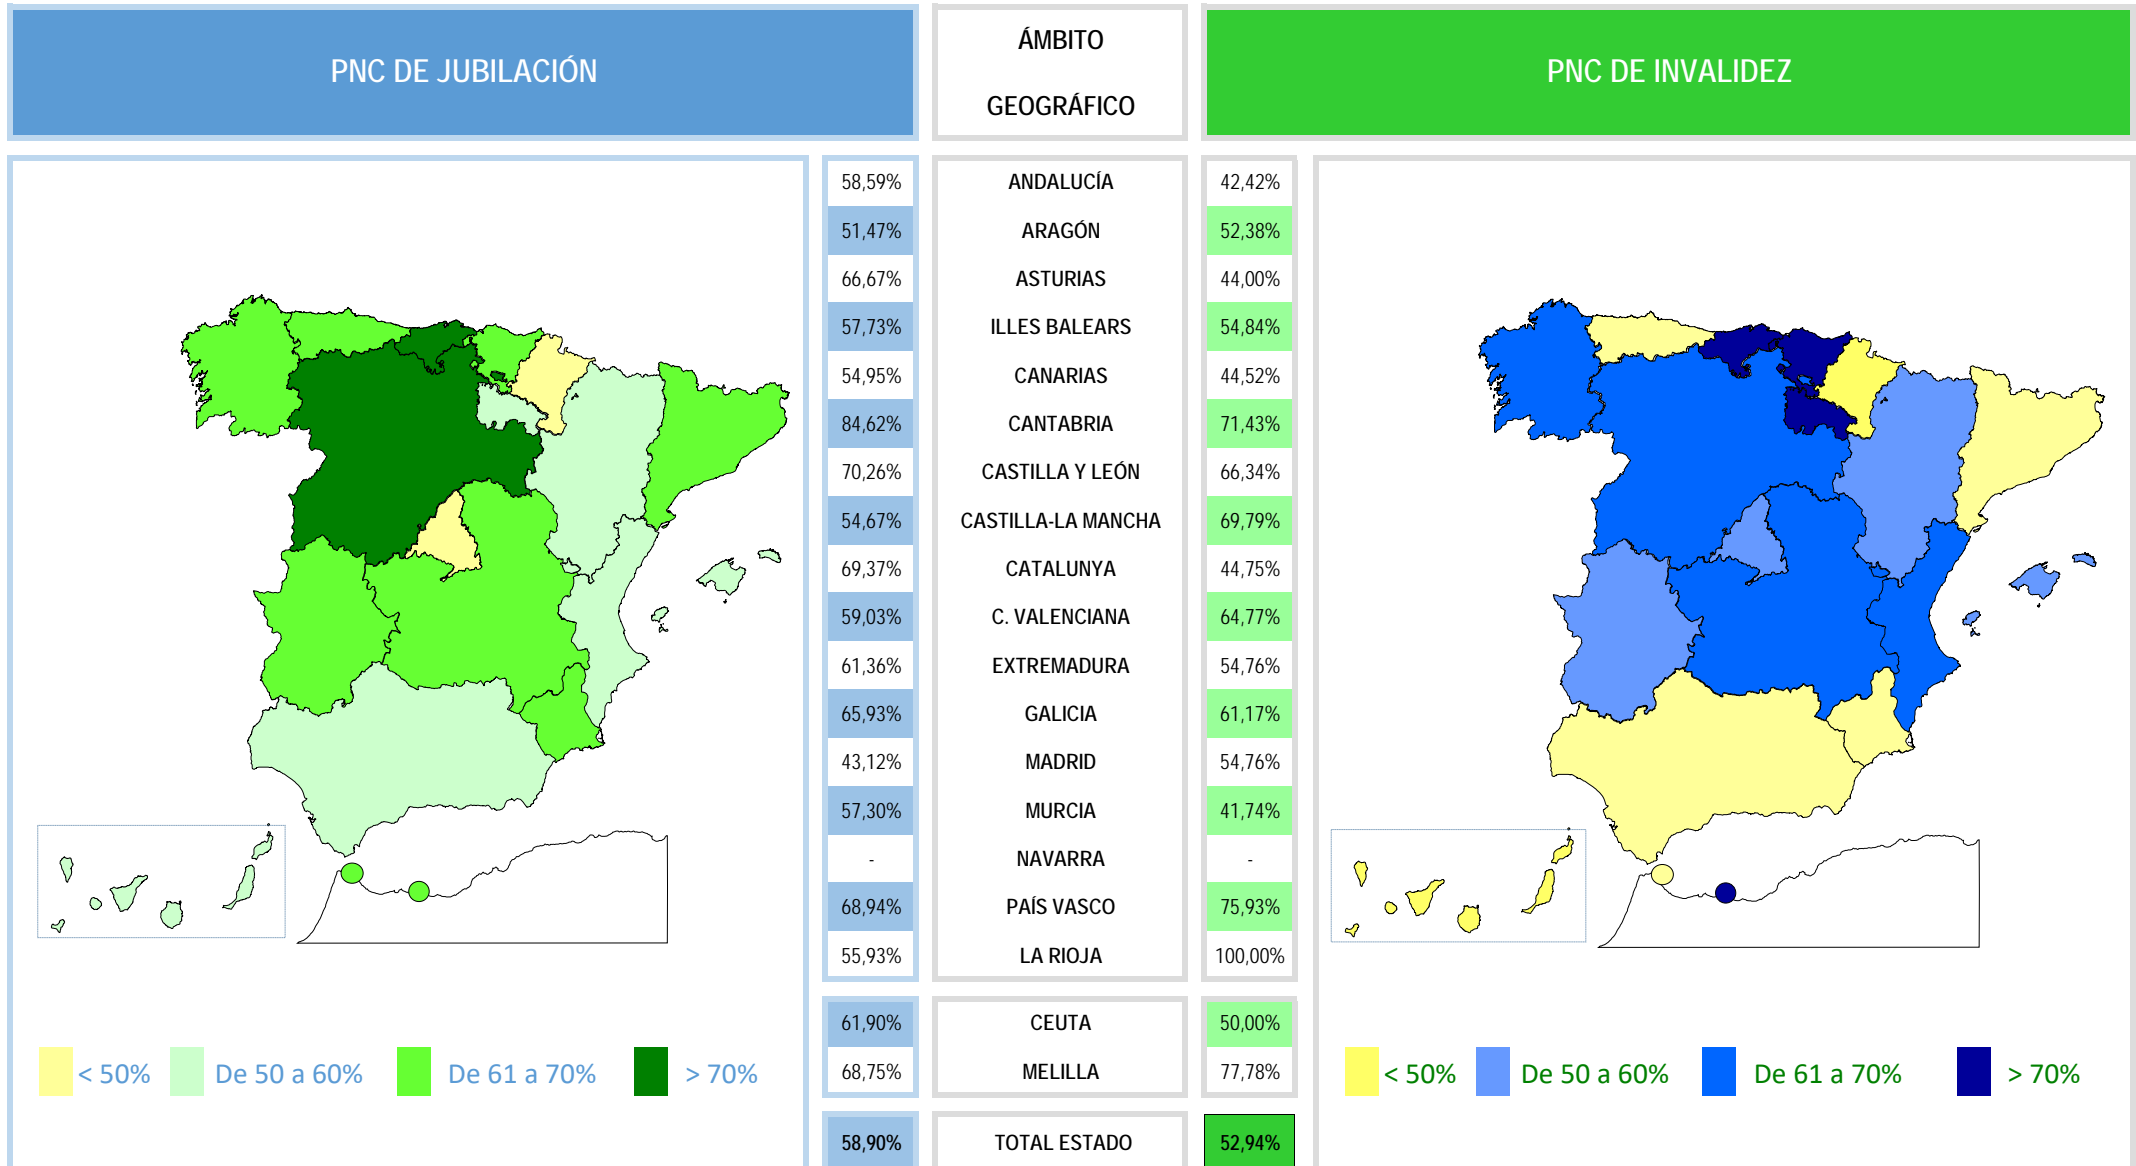 PNC DE JUBILACIÓN
ÁMBITO
GEOGRÁFICO
PNC DE INVALIDEZ
58,59% ANDALUCÍA 42,42%
51,47% ARAGÓN 52,38%
66,67% ASTURIAS 44,00%
57,73% ILLES BALEARS 54,84%
54,95% CANARIAS 44,52%
84,62% CANTABRIA 71,43%
70,26% CASTILLA Y LEÓN 66,34%
54,67% CASTILLA-LA MANCHA 69,79%
69,37% CATALUNYA 44,75%
59,03% C. VALENCIANA 64,77%
61,36% EXTREMADURA 54,76%
65,93% GALICIA 61,17%
43,12% MADRID 54,76%
57,30% MURCIA 41,74%
- NAVARRA -
68,94% PAÍS VASCO 75,93%
55,93% LA RIOJA 100,00%
61,90% CEUTA 50,00%
68,75% MELILLA 77,78%
58,90% TOTAL ESTADO 52,94%
< 50% De 50 a 60% De 61 a 70% > 70%
< 50% De 50 a 60% De 61 a 70% > 70%